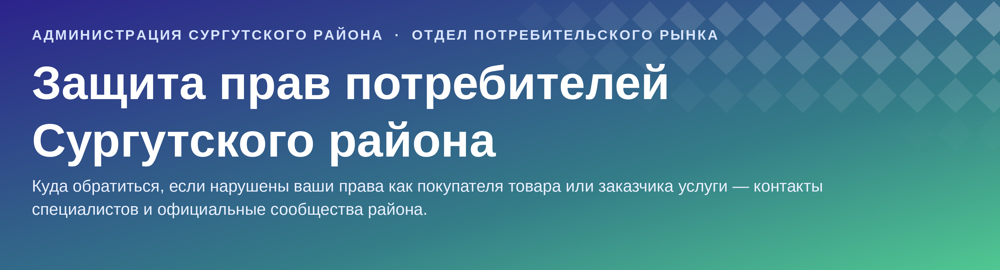 АДМИНИСТРАЦИЯ СУРГУТСКОГО РАЙОНА · ОТДЕЛ ПОТРЕБИТЕЛЬСКОГО РЫНКА
Защита прав потребителей
Сургутского района
Куда обратиться, если нарушены ваши права как покупателя товара или заказчика услуги — контакты
специалистов и официальные сообщества района.